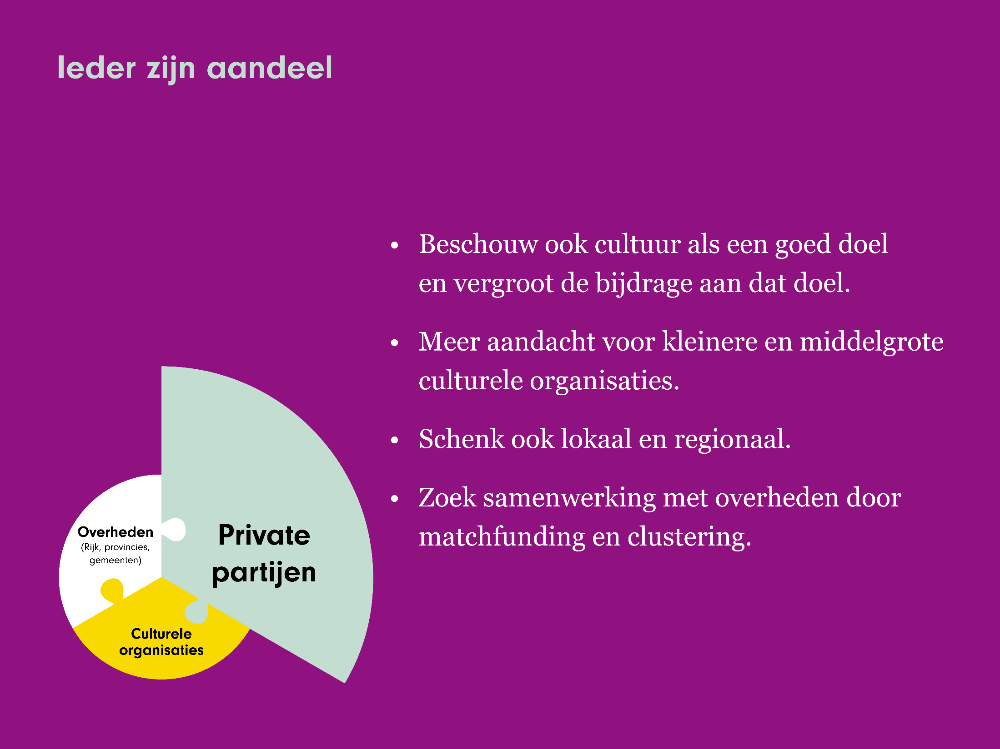 Ieder zijn aandeel
• Beschouw ook cultuur als een goed doel
en vergroot de bijdrage aan dat doel.
• Meer aandacht voor kleinere en middelgrote
culturele organisaties.
• Schenk ook lokaal en regionaal.
• Zoek samenwerking met overheden door
matchfunding en clustering.
Overheden
(Rijk, provincies,
gemeenten)
Private
partijen
Culturele
organisaties